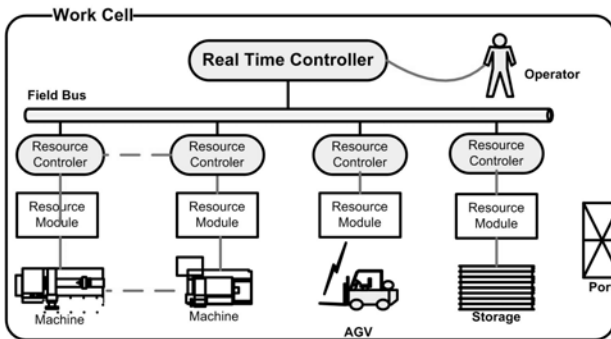 Work Cell
Real Time Controller
Operator
Field Bus
Resource
Controler
Resource
Controler
Resource
Controler
Resource
Controler
Resource
Module
Resource
Module
Resource
Module
Resource
Module
Machine
Machine
AGV
Storage
Por